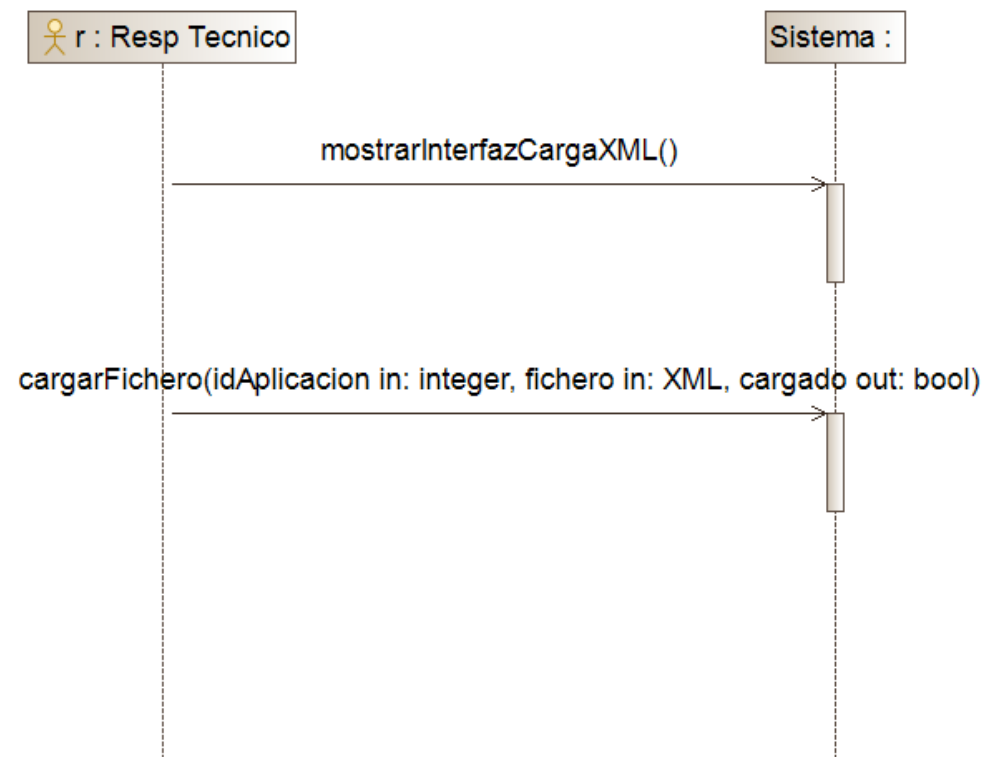 r : Resp Tecnico
Sistema :
mostrarInterfazCargaXML()
cargarFichero(idAplicacion in: integer, fichero in: XML, cargado out: bool)